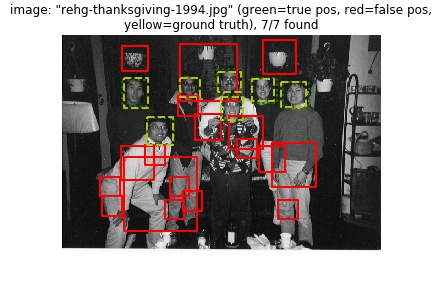 image: "rehg-thanksgiving-1994.jpg" (green=true pos, red=false pos,
yellow=ground truth), 7/7 found